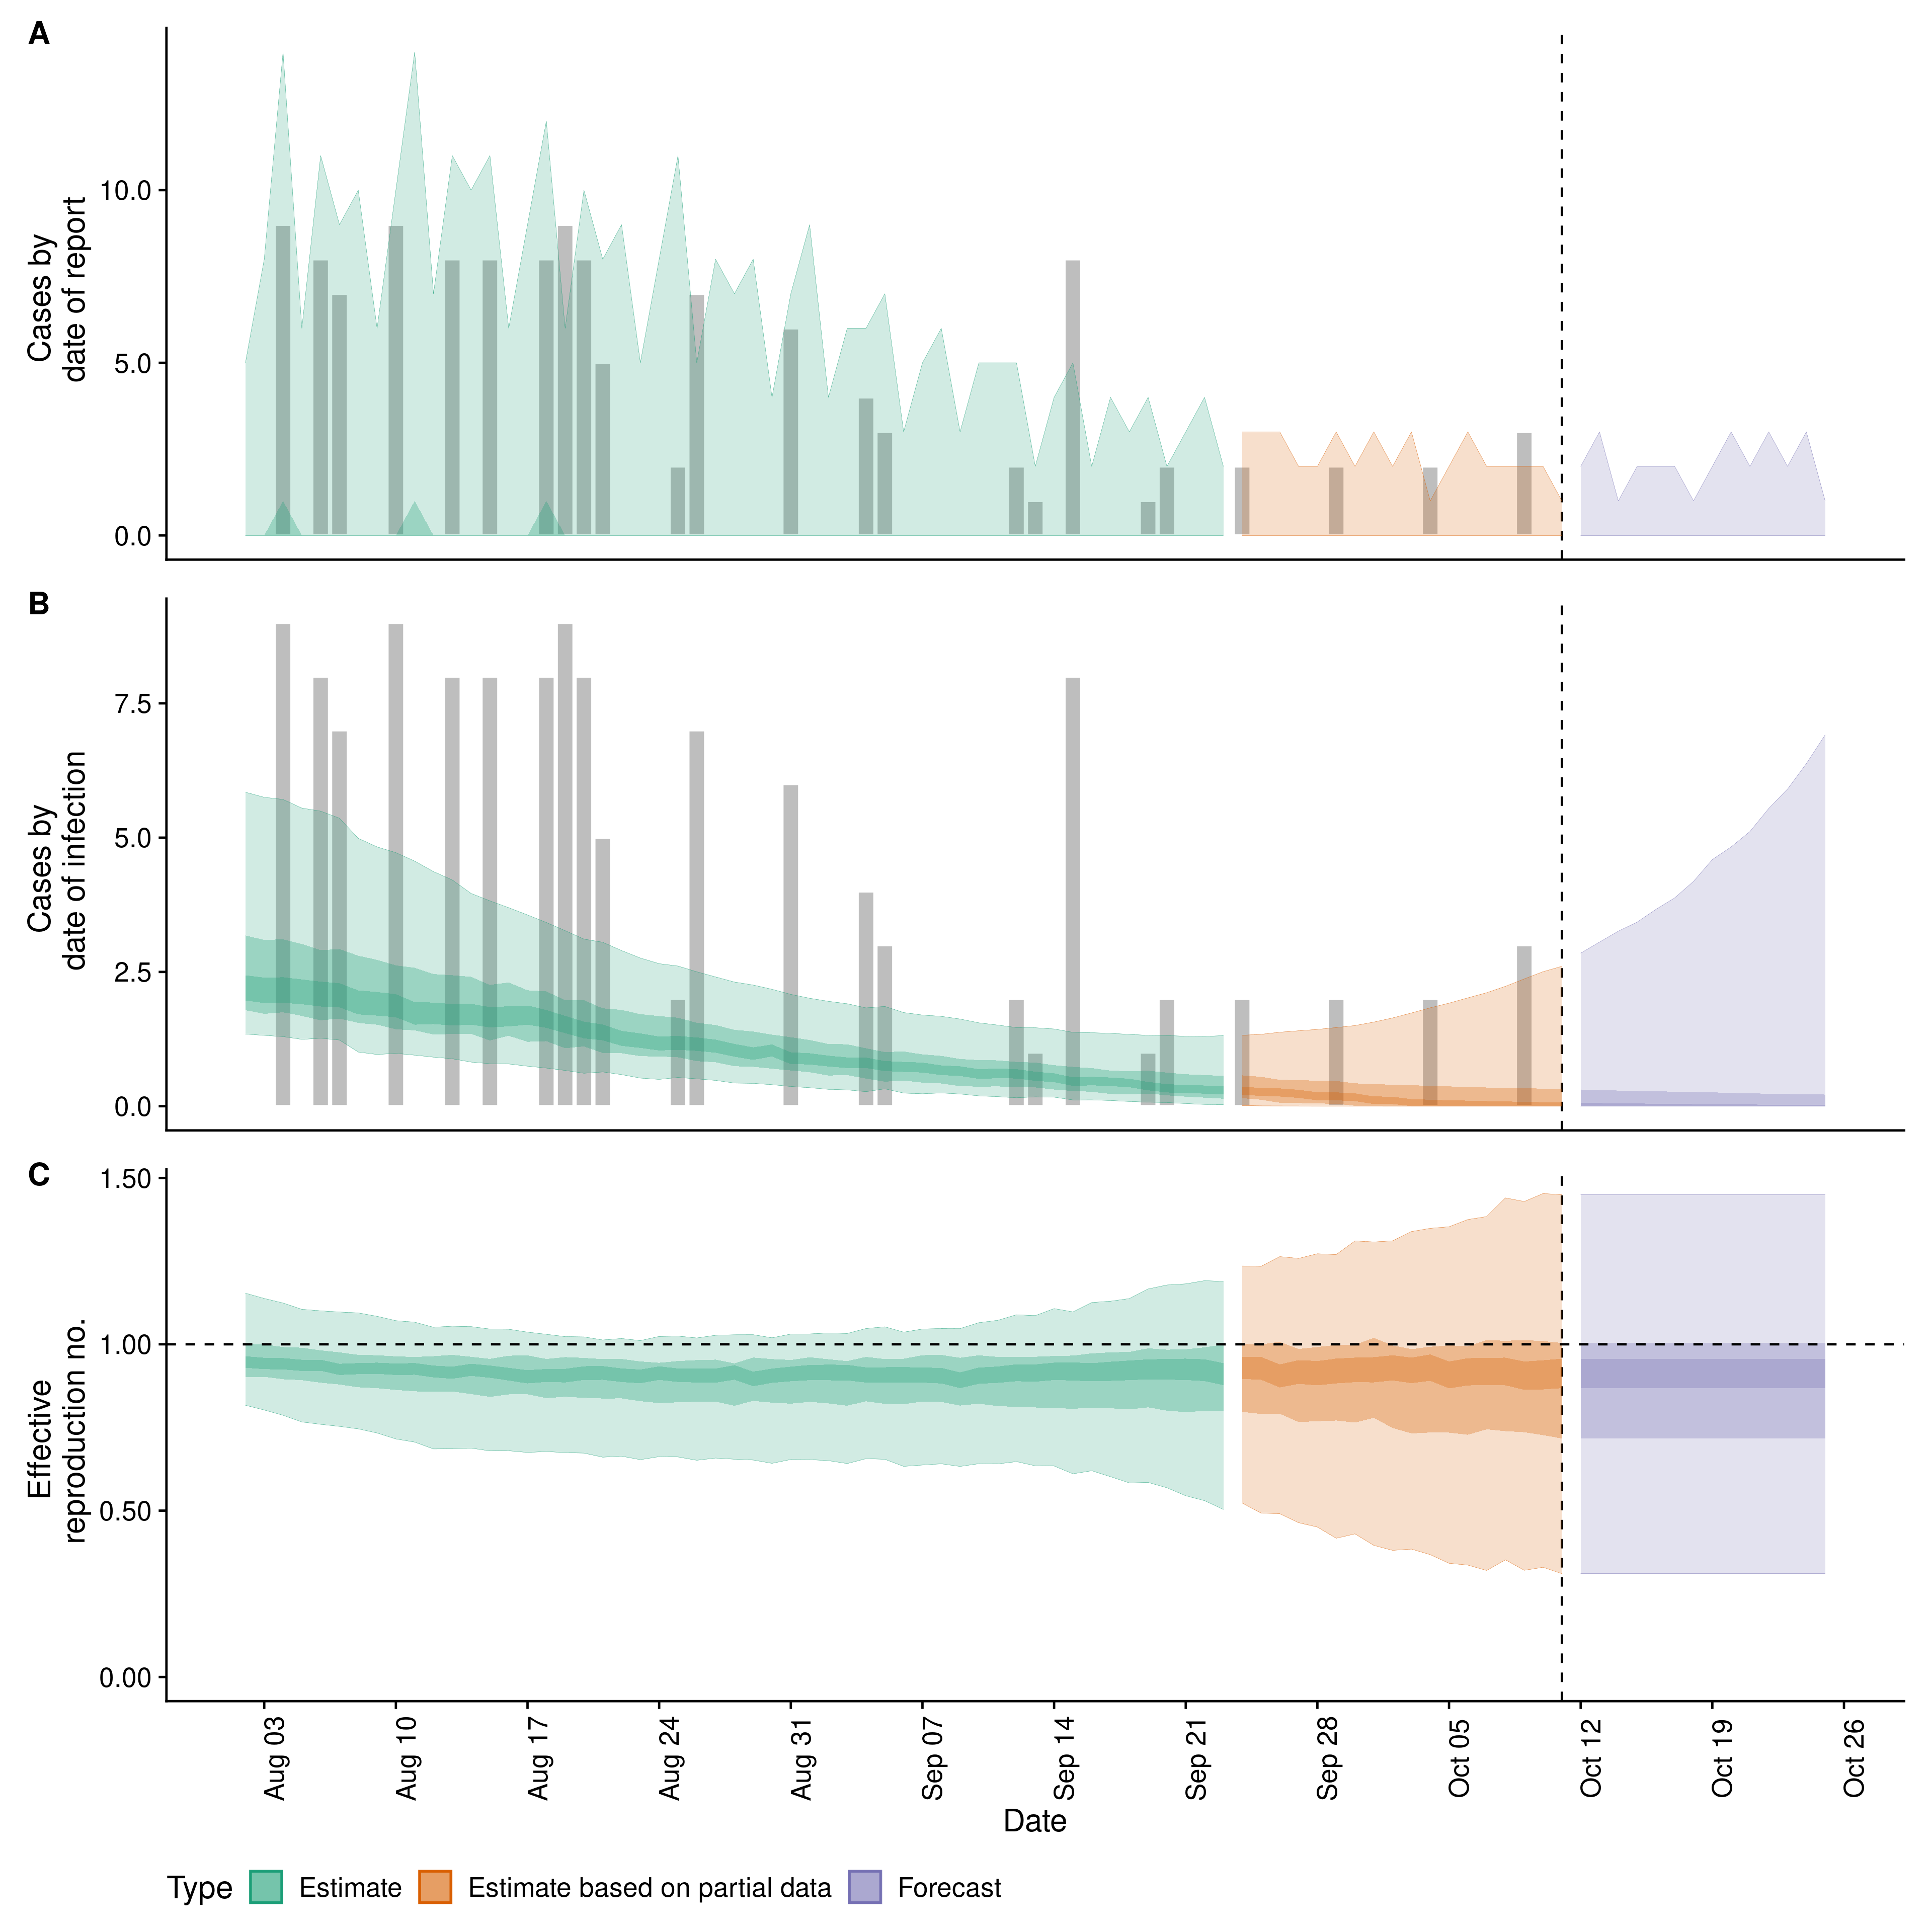 A
Cases by
date of report
10.0
5.0
0.0
B
Cases by
date of infection
7.5
5.0
2.5
0.0
C
Effective
reproduction no.
1.50
1.00
0.50
0.00
Aug 03
Aug 10
Aug 17
Aug 24
Aug 31
Sep 07
Sep 14
Sep 21
Sep 28
Oct 05
Oct 12
Oct 19
Oct 26
Date
Type Estimate Estimate based on partial data Forecast